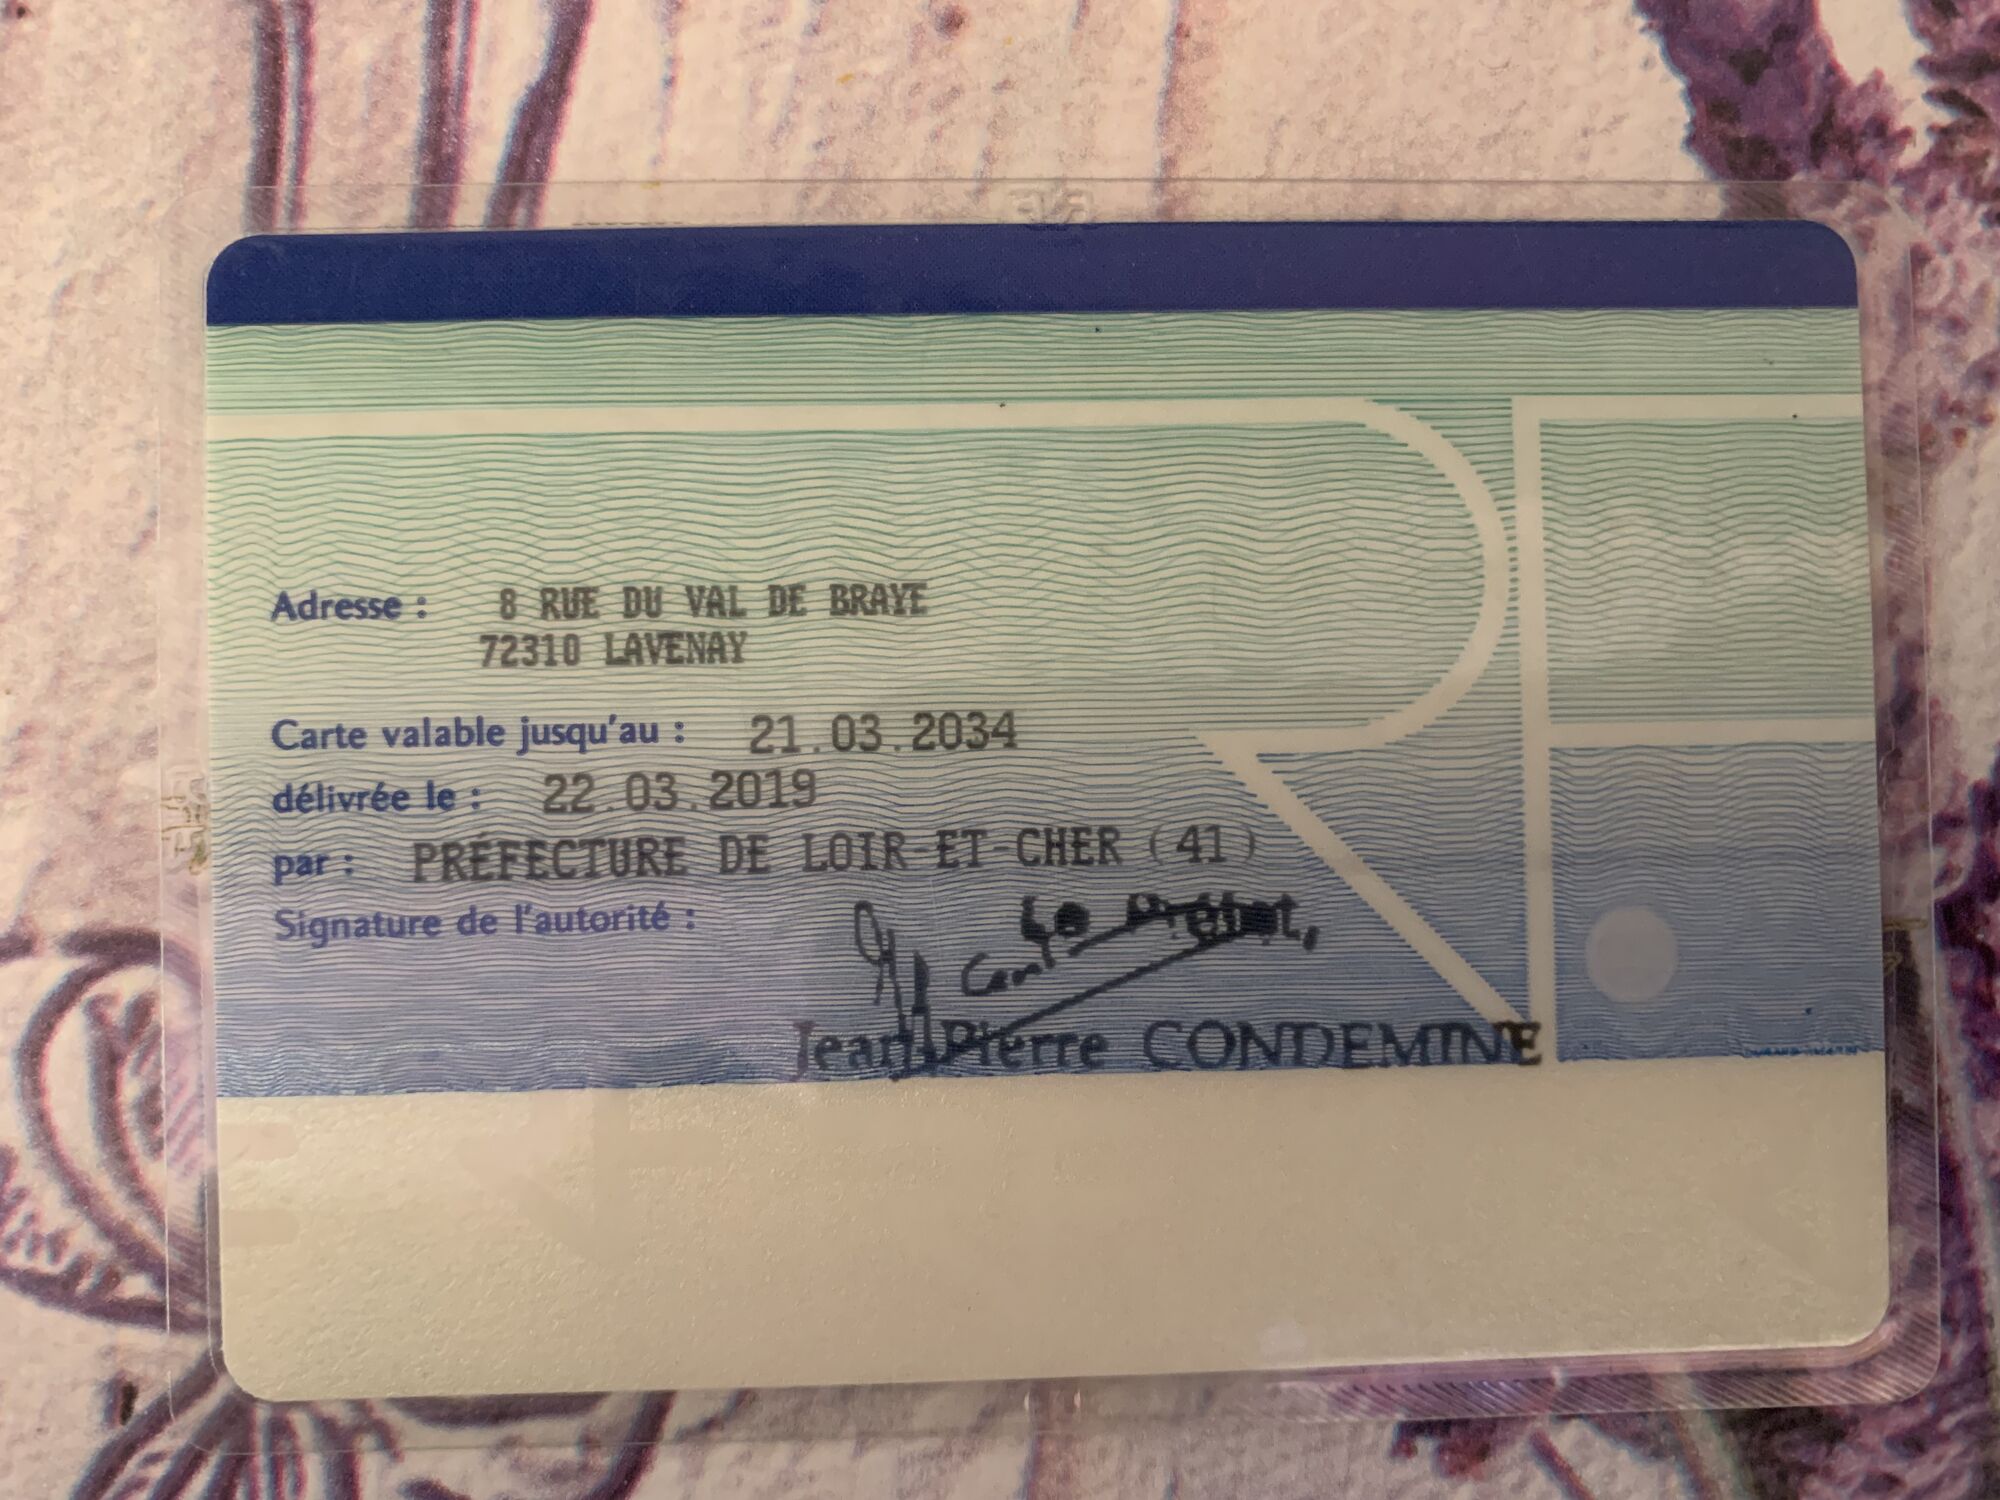 Adresse : 8 RUE DU VAL DE BRAYE
72310 LAVENAY
Carte valable jusqu'au : 21.03.2034
délivrée le : 22.03.2019
par : PRÉFECTURE DE LOIR-ET-CHER (41)
Signature de l'autorité :
Jean-Pierre CONDEMINE
RF